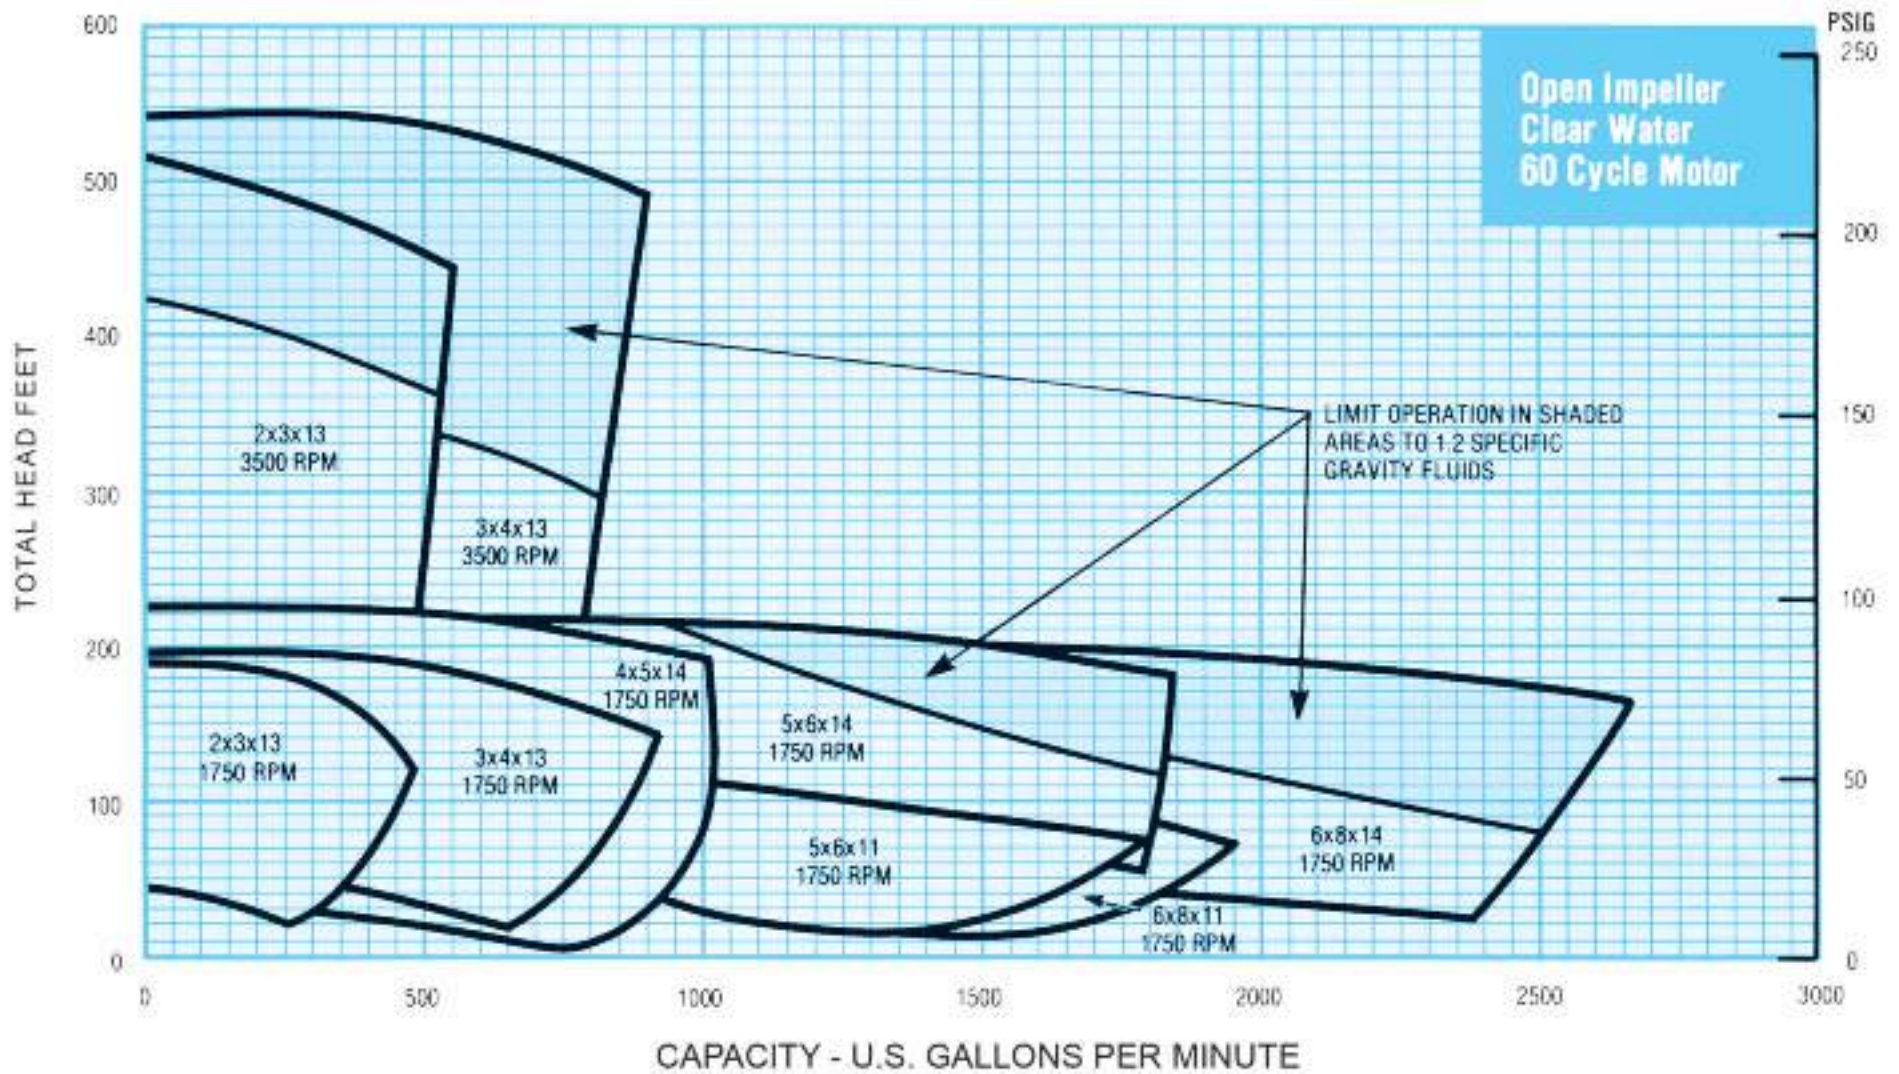 600
500
400
300
200
100
0
TOTAL HEAD FEET
PSIG
250
200
150
100
50
0
Open Impeller
Clear Water
60 Cycle Motor
LIMIT OPERATION IN SHADED
AREAS TO 1.2 SPECIFIC
GRAVITY FLUIDS
2x3x13
3500 RPM
3x4x13
3500 RPM
4x5x14
1750 RPM
5x6x14
1750 RPM
2x3x13
1750 RPM
3x4x13
1750 RPM
5x6x11
1750 RPM
6x8x14
1750 RPM
6x8x11
1750 RPM
0
500
1000
1500
2000
2500
3000
CAPACITY - U.S. GALLONS PER MINUTE